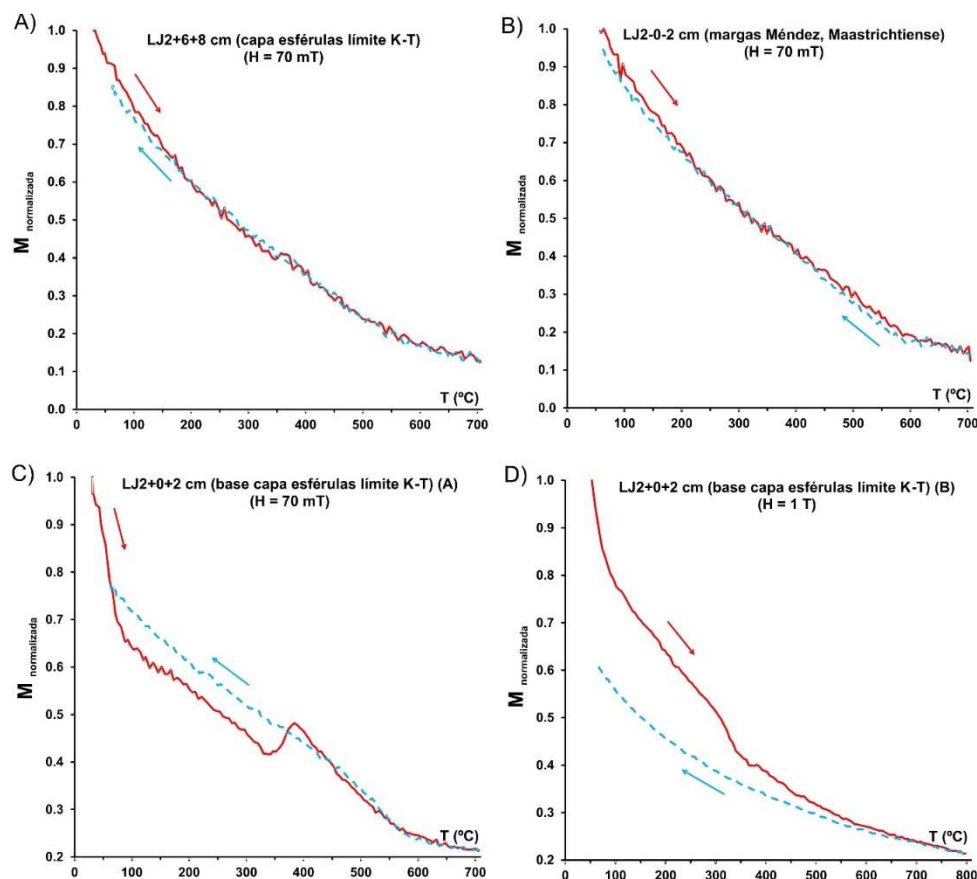 A)
LJ2+6+8 cm (capa esférulas límite K-T)
(H = 70 mT)
1.0
0.9
0.8
0.7
0.6
0.5
0.4
0.3
0.2
0.1
0.0
M normalizada
T (ºC)
0 100 200 300 400 500 600 700
B)
LJ2-0-2 cm (margas Méndez, Maastrichtiense)
(H = 70 mT)
1.0
0.9
0.8
0.7
0.6
0.5
0.4
0.3
0.2
0.1
0.0
M normalizada
T (ºC)
0 100 200 300 400 500 600 700
C)
LJ2+0+2 cm (base capa esférulas límite K-T) (A)
(H = 70 mT)
1.0
0.9
0.8
0.7
0.6
0.5
0.4
0.3
0.2
M normalizada
T (ºC)
0 100 200 300 400 500 600 700
D)
LJ2+0+2 cm (base capa esférulas límite K-T) (B)
(H = 1 T)
1.0
0.9
0.8
0.7
0.6
0.5
0.4
0.3
0.2
M normalizada
T (ºC)
0 100 200 300 400 500 600 700 800